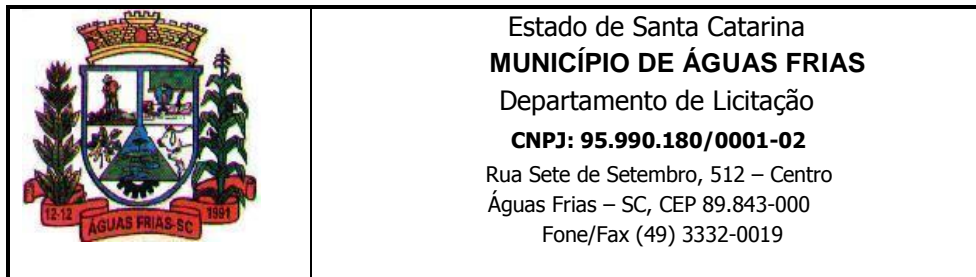 12-12
ÁGUAS FRIAS-SC
1991
Estado de Santa Catarina
MUNICÍPIO DE ÁGUAS FRIAS
Departamento de Licitação
CNPJ: 95.990.180/0001-02
Rua Sete de Setembro, 512 – Centro
Águas Frias – SC, CEP 89.843-000
Fone/Fax (49) 3332-0019